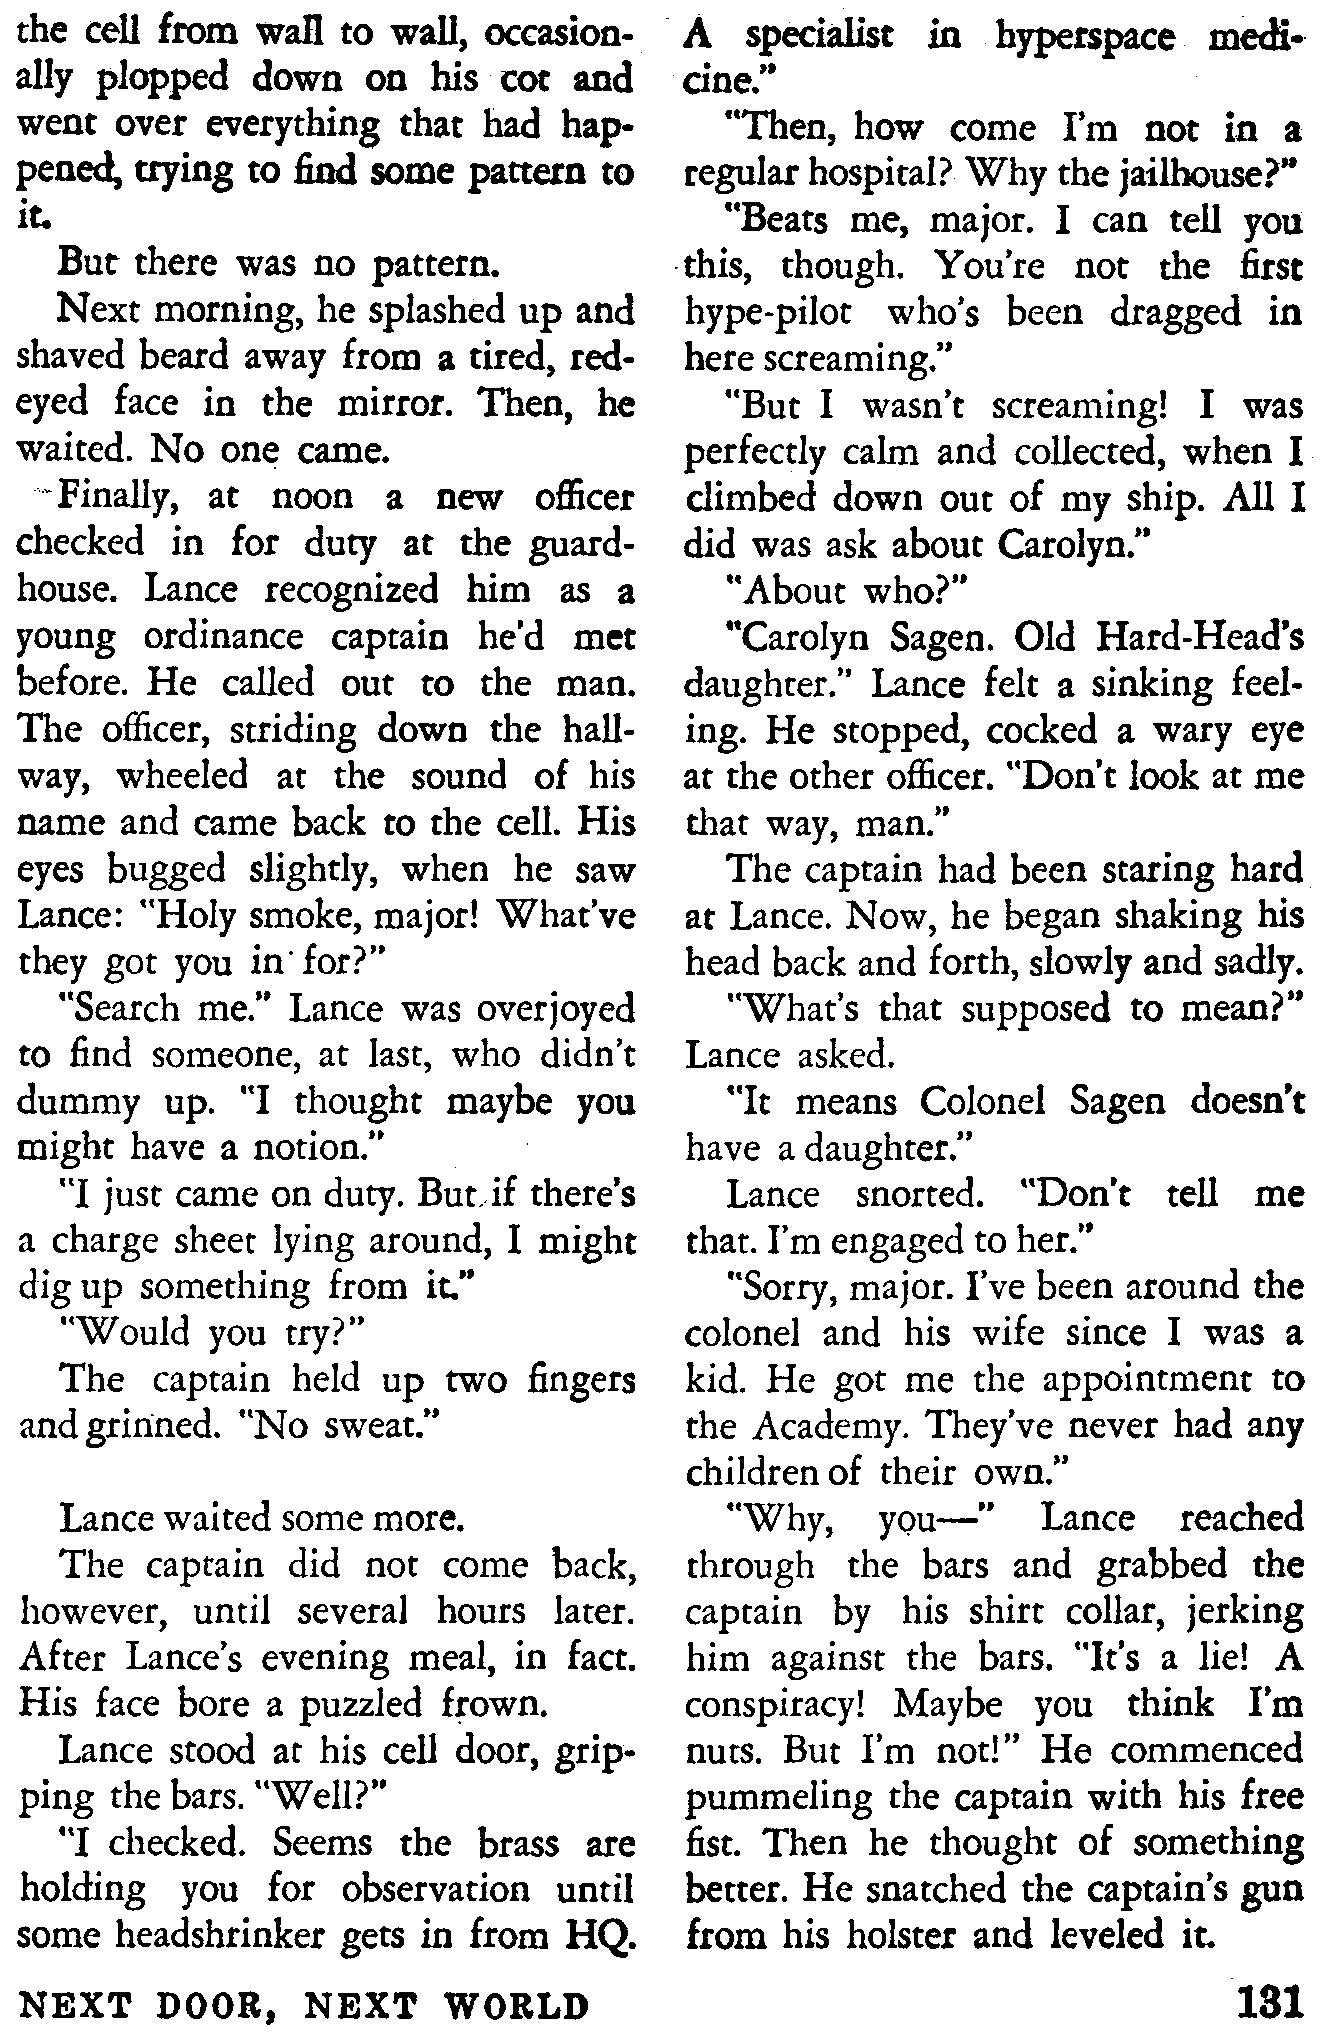 the cell from wall to wall, occasion-
ally plopped down on his cot and
went over everything that had hap-
pened, trying to find some pattern to
it.
But there was no pattern.
Next morning, he splashed up and
shaved beard away from a tired, red-
eyed face in the mirror. Then, he
waited. No one came.
Finally, at noon a new officer
checked in for duty at the guard-
house. Lance recognized him as a
young ordinance captain he'd met
before. He called out to the man.
The officer, striding down the hall-
way, wheeled at the sound of his
name and came back to the cell. His
eyes bugged slightly, when he saw
Lance: "Holy smoke, major! What've
they got you in for?"
"Search me." Lance was overjoyed
to find someone, at last, who didn't
dummy up. "I thought maybe you
might have a notion."
"I just came on duty. But if there's
a charge sheet lying around, I might
dig up something from it."
"Would you try?"
The captain held up two fingers
and grinned. "No sweat."
Lance waited some more.
The captain did not come back,
however, until several hours later.
After Lance's evening meal, in fact.
His face bore a puzzled frown.
Lance stood at his cell door, grip-
ping the bars. "Well?"
"I checked. Seems the brass are
holding you for observation until
some headshrinker gets in from HQ.
A specialist in hyperspace medi-
cine."
"Then, how come I'm not in a
regular hospital? Why the jailhouse?"
"Beats me, major. I can tell you
this, though. You're not the first
hype-pilot who's been dragged in
here screaming."
"But I wasn't screaming! I was
perfectly calm and collected, when I
climbed down out of my ship. All I
did was ask about Carolyn."
"About who?"
"Carolyn Sagen. Old Hard-Head's
daughter." Lance felt a sinking feel-
ing. He stopped, cocked a wary eye
at the other officer. "Don't look at me
that way, man."
The captain had been staring hard
at Lance. Now, he began shaking his
head back and forth, slowly and sadly.
"What's that supposed to mean?"
Lance asked.
"It means Colonel Sagen doesn't
have a daughter."
Lance snorted. "Don't tell me
that. I'm engaged to her."
"Sorry, major. I've been around the
colonel and his wife since I was a
kid. He got me the appointment to
the Academy. They've never had any
children of their own."
"Why, you—" Lance reached
through the bars and grabbed the
captain by his shirt collar, jerking
him against the bars. "It's a lie! A
conspiracy! Maybe you think I'm
nuts. But I'm not!" He commenced
pummeling the captain with his free
fist. Then he thought of something
better. He snatched the captain's gun
from his holster and leveled it.
NEXT DOOR, NEXT WORLD
131